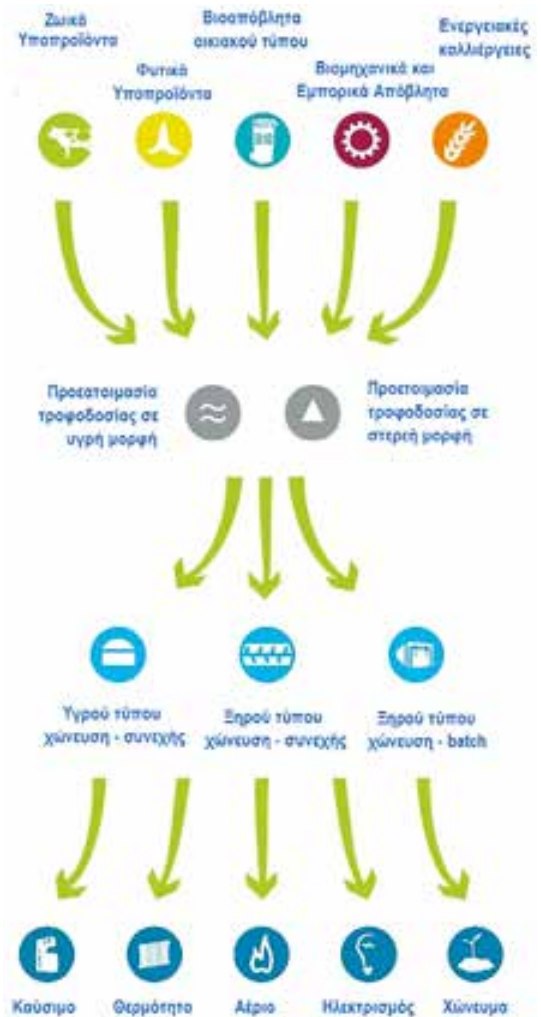 Ζωικά
Υποπροϊόντα
Φυτικά
Υποπροϊόντα
Βιοαπόβλητα
οικιακού τύπου
Βιομηχανικά και
Εμπορικά Απόβλητα
Ενεργειακές
καλλιέργειες
Προεατοιμασία
τροφοδοσίας σε
υγρή μορφή
Προετοιμασία
τροφοδοσίας σε
στερεή μορφή
Υγρού τύπου
χώνευση - συνεχής
Ξηρού τύπου
χώνευση - συνεχής
Ξηρού τύπου
χώνευση - batch
Καύσιμο
Θερμότητα
Αέριο
Ηλεκτρισμός
Χώνευμα